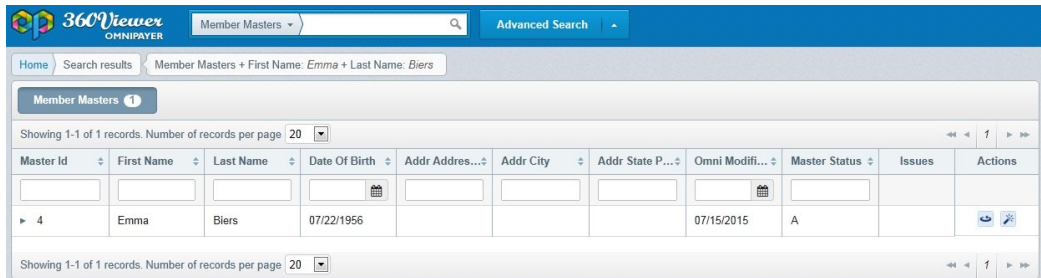 360Viewer
OMNIPAYER
Member Masters
Advanced Search
Home Search results Member Masters + First Name: Emma + Last Name: Biers
Member Masters 1
Showing 1-1 of 1 records. Number of records per page 20 1
Master Id First Name Last Name Date Of Birth Addr Addres... Addr City Addr State P... Omni Modifi... Master Status Issues Actions
4 Emma Biers 07/22/1956 07/15/2015 A
Showing 1-1 of 1 records. Number of records per page 20 1